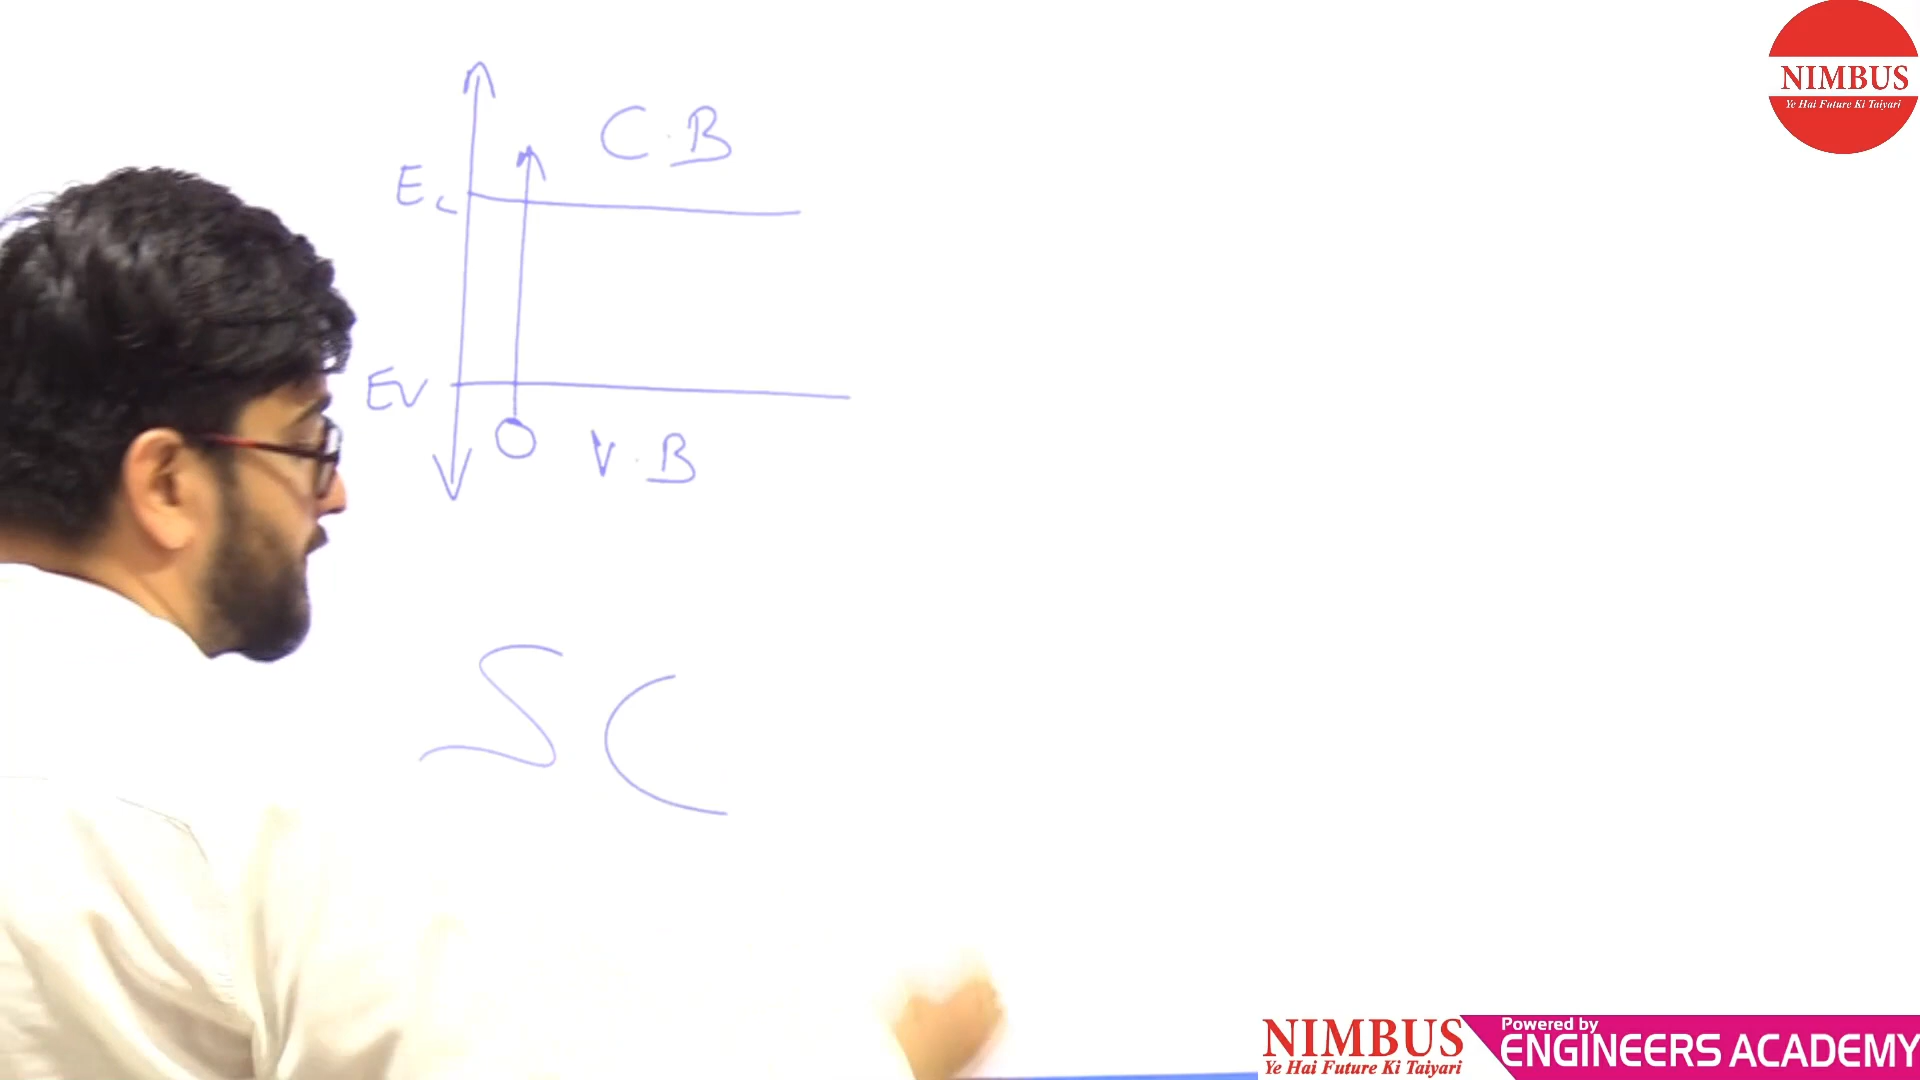 NIMBUS
Ye Hai Future Ki Taiyari
C.B
Ec
Ev
V.B
SC
NIMBUS
Ye Hai Future Ki Taiyari
Powered by
ENGINEERS ACADEMY